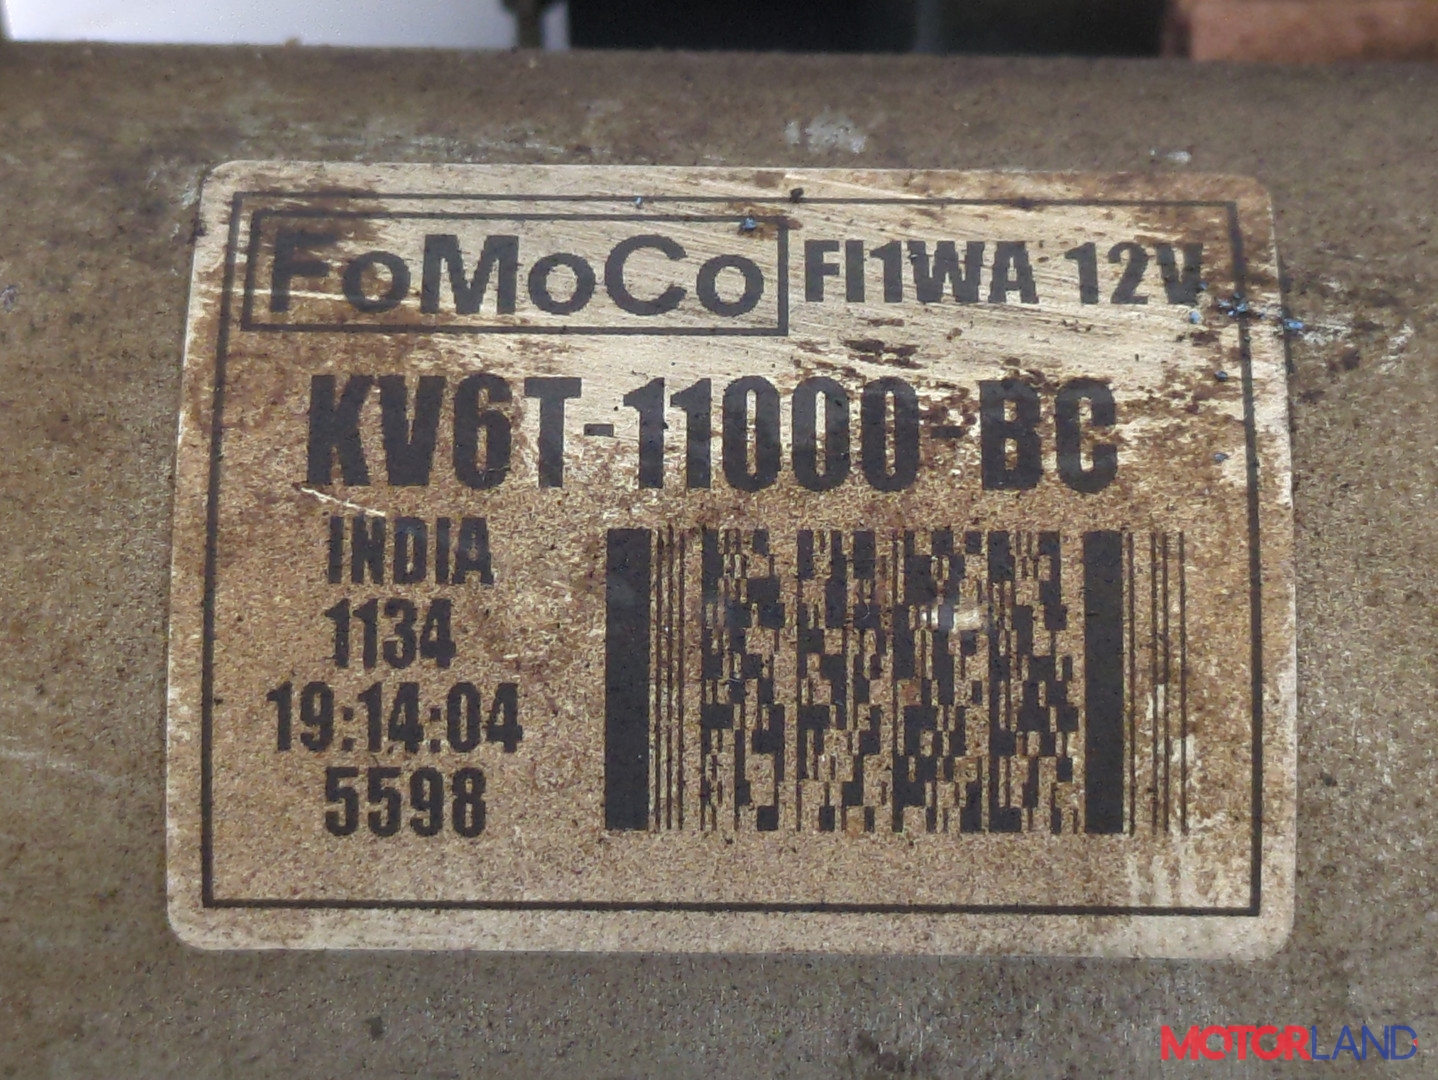 FoMoCo FI1WA 12V
KV6T-11000-BC
INDIA
1134
19:14:04
5598
MOTORLAND